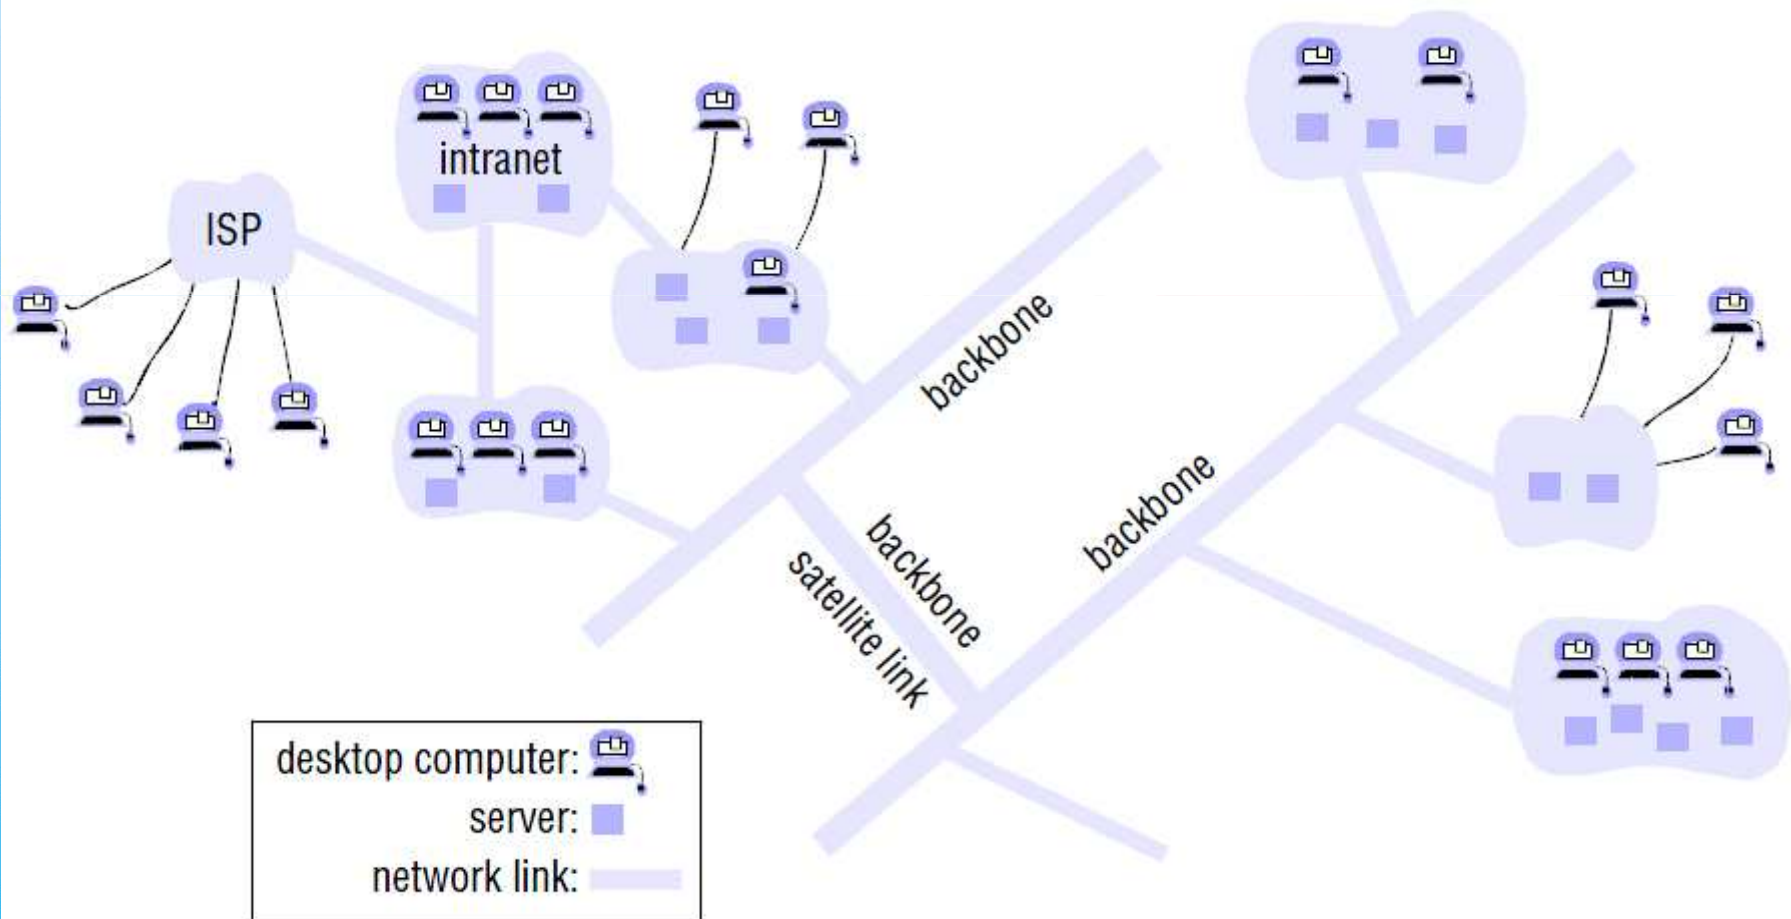 intranet
ISP
backbone
backbone
backbone
satellite link
desktop computer:
server:
network link: